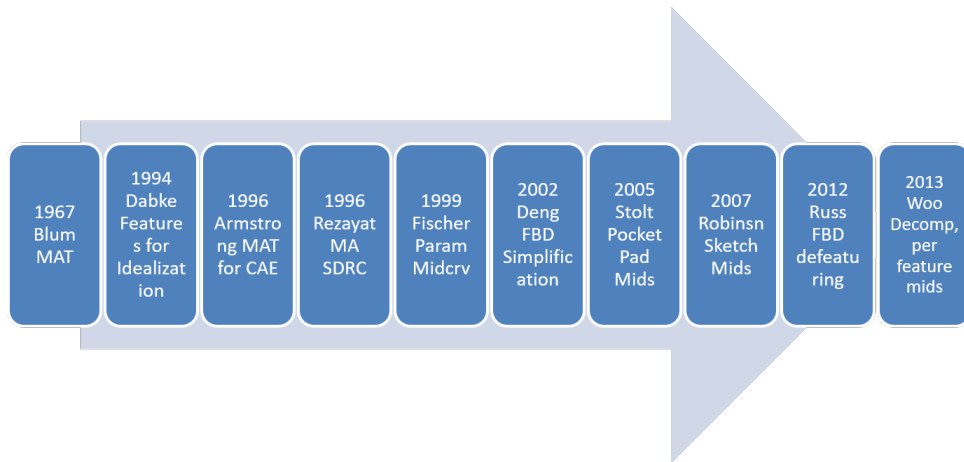 1967
Blum
MAT
1994
Dabke
Feature
s for
Idealizat
ion
1996
Armstro
ng MAT
for CAE
1996
Rezayat
MA
SDRC
1999
Fischer
Param
Midcrv
2002
Deng
FBD
Simplific
ation
2005
Stolt
Pocket
Pad
Mids
2007
Robinsn
Sketch
Mids
2012
Russ
FBD
defeatu
ring
2013
Woo
Decomp,
per
feature
mids